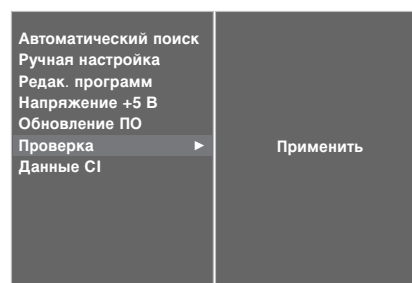 Автоматический поиск
Ручная настройка
Редак. программ
Напряжение +5 В
Обновление ПО
Проверка ►
Применить
Данные CI